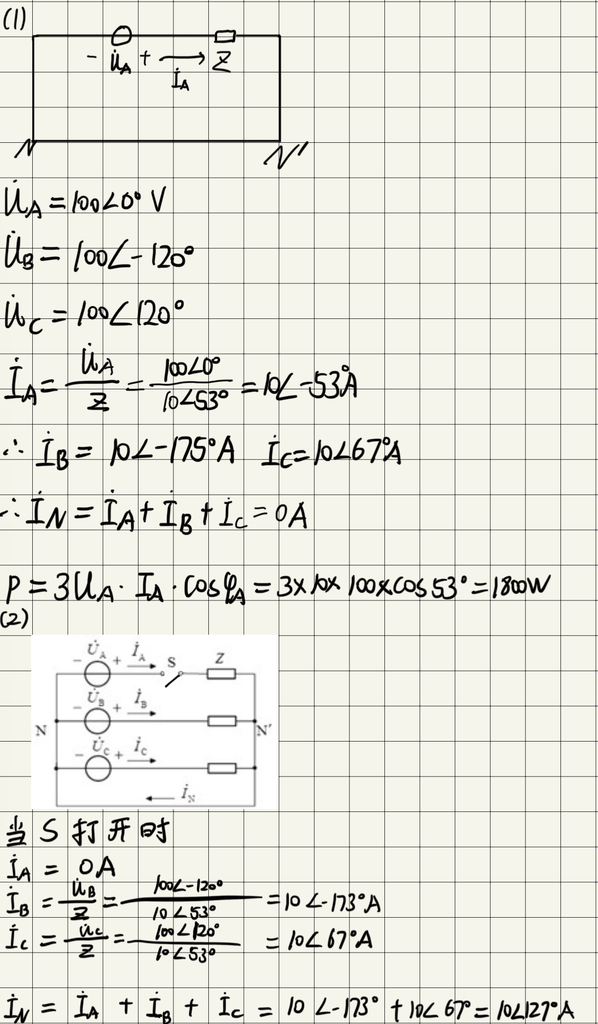 (1)
- U̇A + İA Z
N N'
U̇A = 100∠0° V
U̇B = 100∠-120°
U̇C = 100∠120°
İA = U̇A/Z = 100∠0°/10∠53° = 10∠-53°A
∴ İB = 10∠-175°A İC = 10∠67°A
∴ İN = İA + İB + İC = 0A
P = 3UA · IA · cosφA = 3×10×100×cos53° = 1800W
(2)
- U̇A + İA S Z
- U̇B + İB
N N'
- U̇C + İC
İN
当 S 打开时
İA = 0A
İB = U̇B/Z = 100∠-120°/10∠53° = 10∠-173°A
İC = U̇C/Z = 100∠120°/10∠53° = 10∠67°A
İN = İA + İB + İC = 10∠-173° + 10∠67° = 10∠127°A